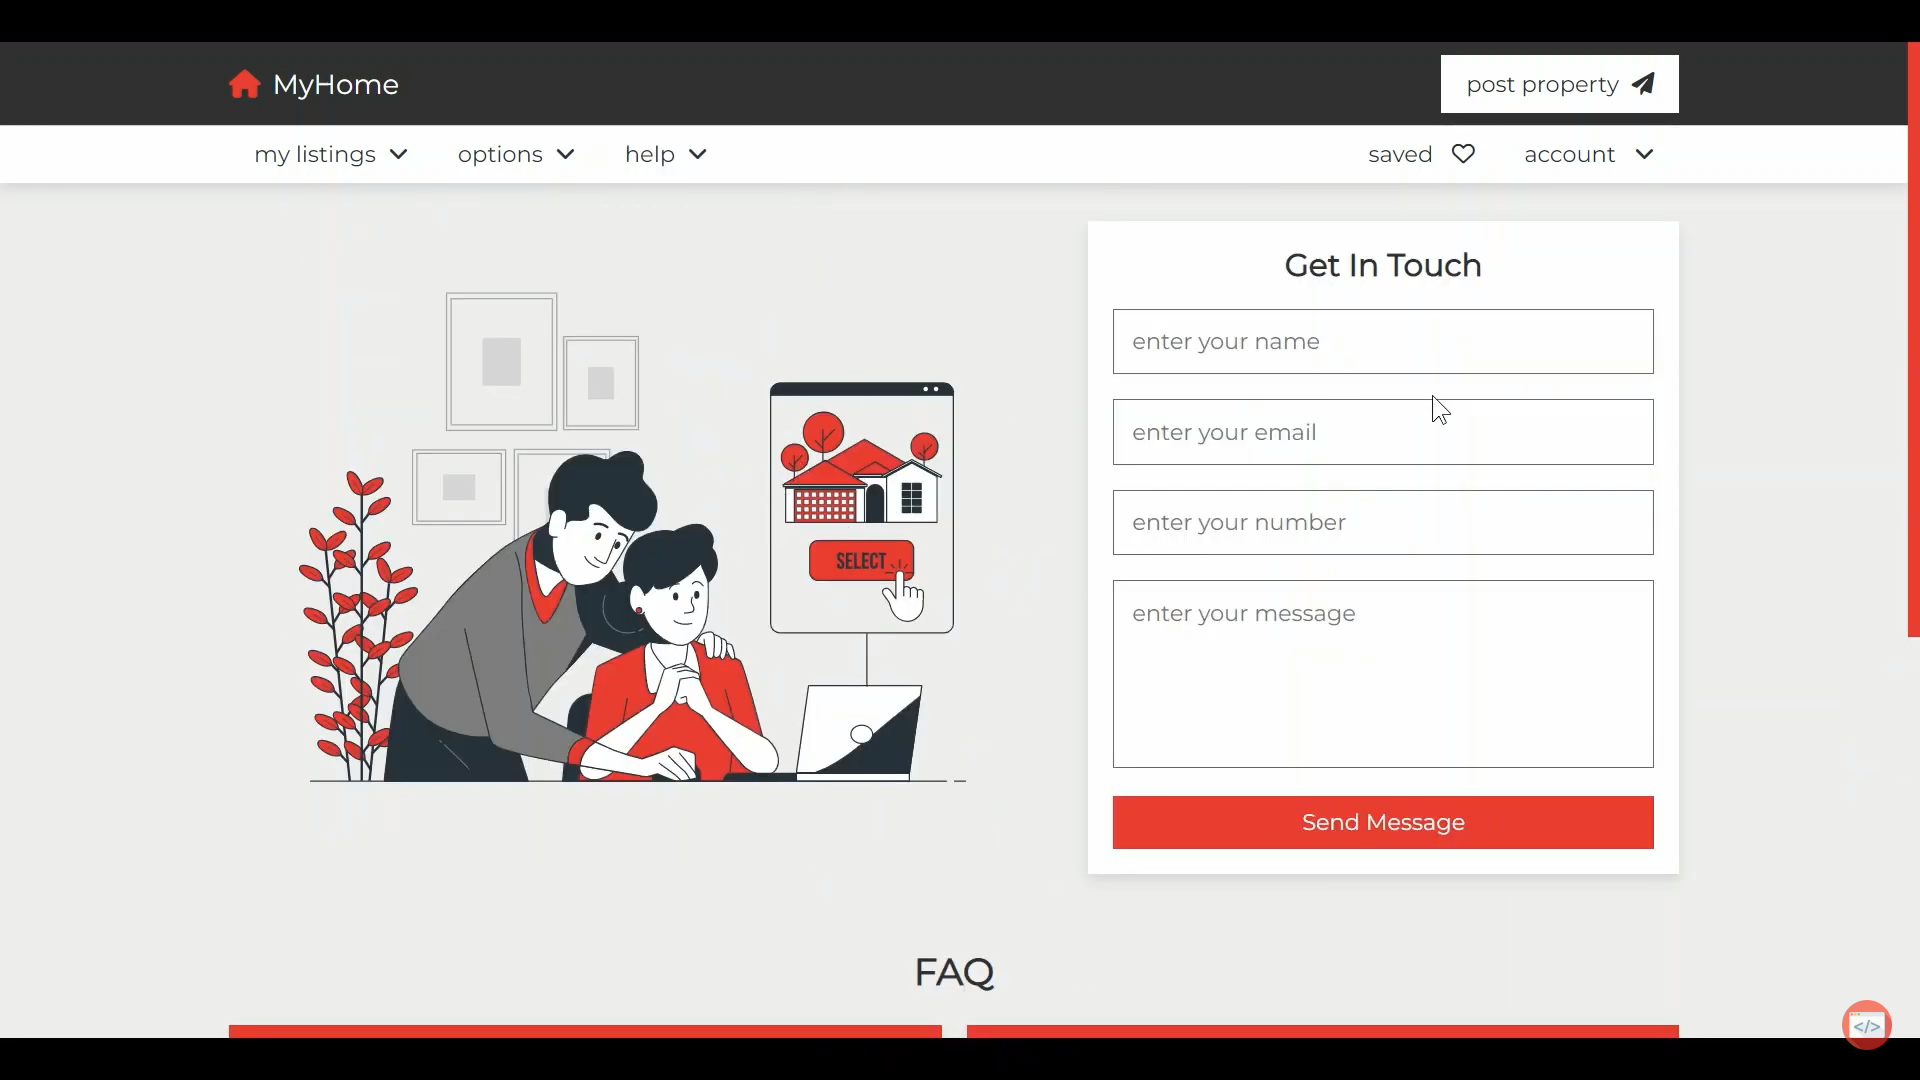 MyHome
post property
my listings
options
help
saved
account
Get In Touch
enter your name
enter your email
enter your number
enter your message
Send Message
SELECT
FAQ
</>